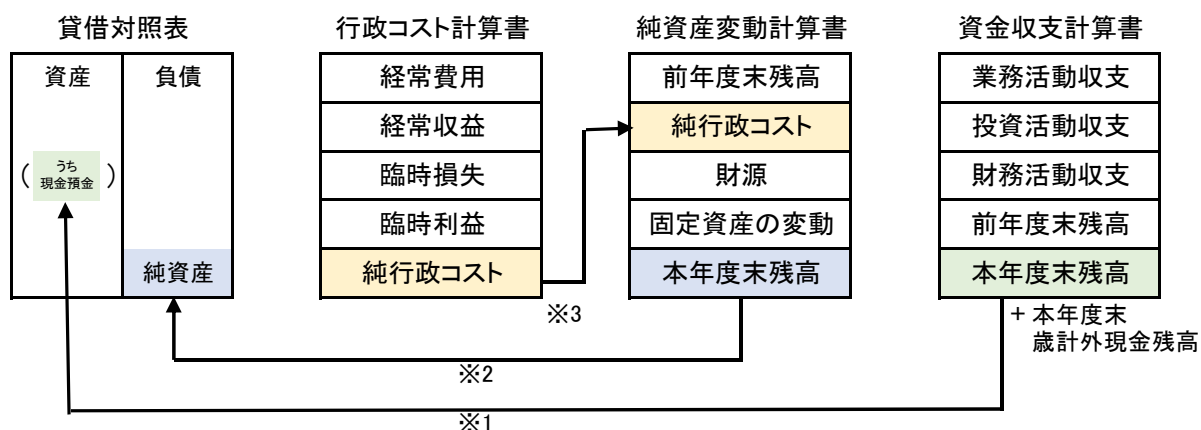 貸借対照表
資産
負債
(うち
現金預金)
純資産
行政コスト計算書
経常費用
経常収益
臨時損失
臨時利益
純行政コスト
純資産変動計算書
前年度末残高
純行政コスト
財源
固定資産の変動
本年度末残高
資金収支計算書
業務活動収支
投資活動収支
財務活動収支
前年度末残高
本年度末残高
+本年度末
歳計外現金残高
※3
※2
※1